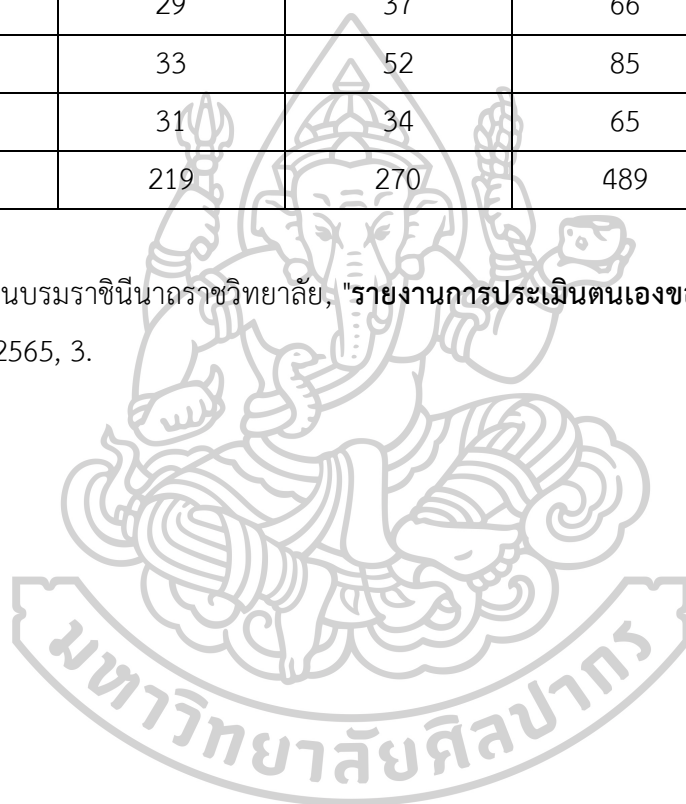 29 37 66
33 52 85
31 34 65
219 270 489
นบรมราชินีนาถราชวิทยาลัย, "รายงานการประเมินตนเองข
2565, 3.
มหาวิทยาลัยศิลปากร